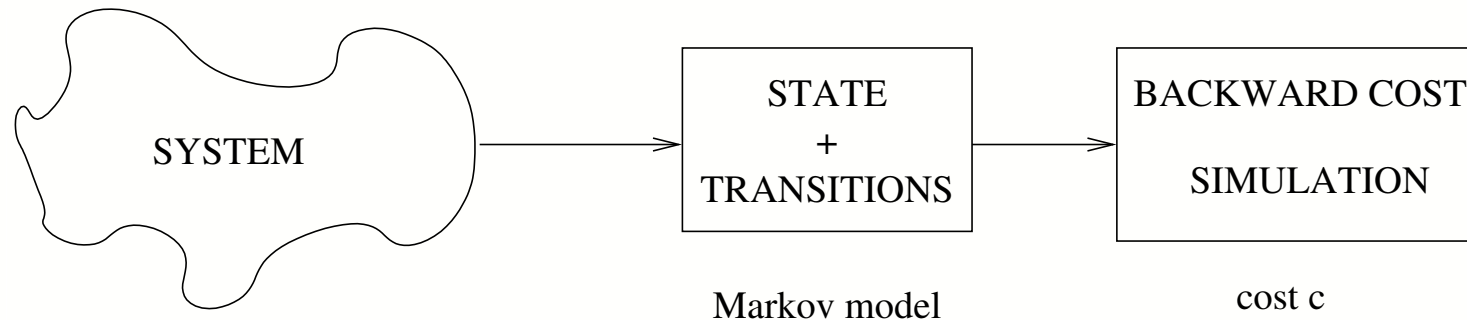 SYSTEM
STATE
+
TRANSITIONS
Markov model
BACKWARD COST
SIMULATION
cost c